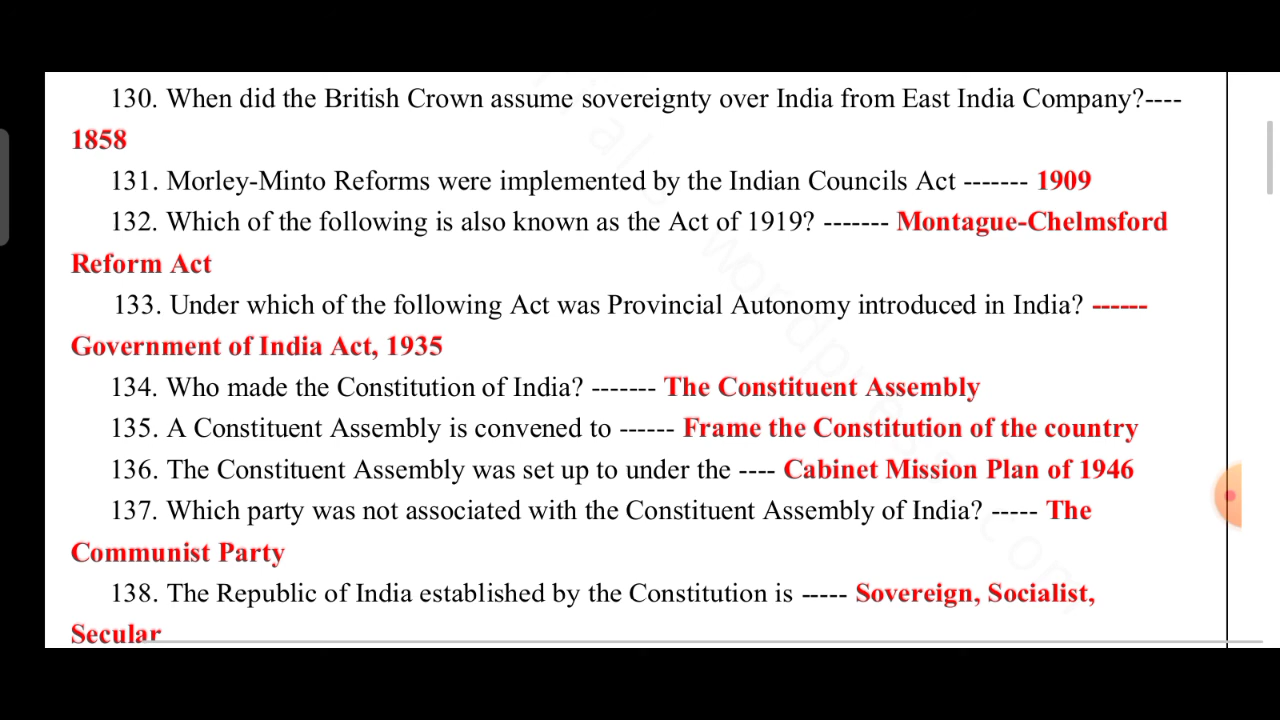 130. When did the British Crown assume sovereignty over India from East India Company?----
1858
131. Morley-Minto Reforms were implemented by the Indian Councils Act ------- 1909
132. Which of the following is also known as the Act of 1919? ------- Montague-Chelmsford
Reform Act
133. Under which of the following Act was Provincial Autonomy introduced in India? ------
Government of India Act, 1935
134. Who made the Constitution of India? ------- The Constituent Assembly
135. A Constituent Assembly is convened to ------ Frame the Constitution of the country
136. The Constituent Assembly was set up to under the ---- Cabinet Mission Plan of 1946
137. Which party was not associated with the Constituent Assembly of India? ----- The
Communist Party
138. The Republic of India established by the Constitution is ----- Sovereign, Socialist,
Secular